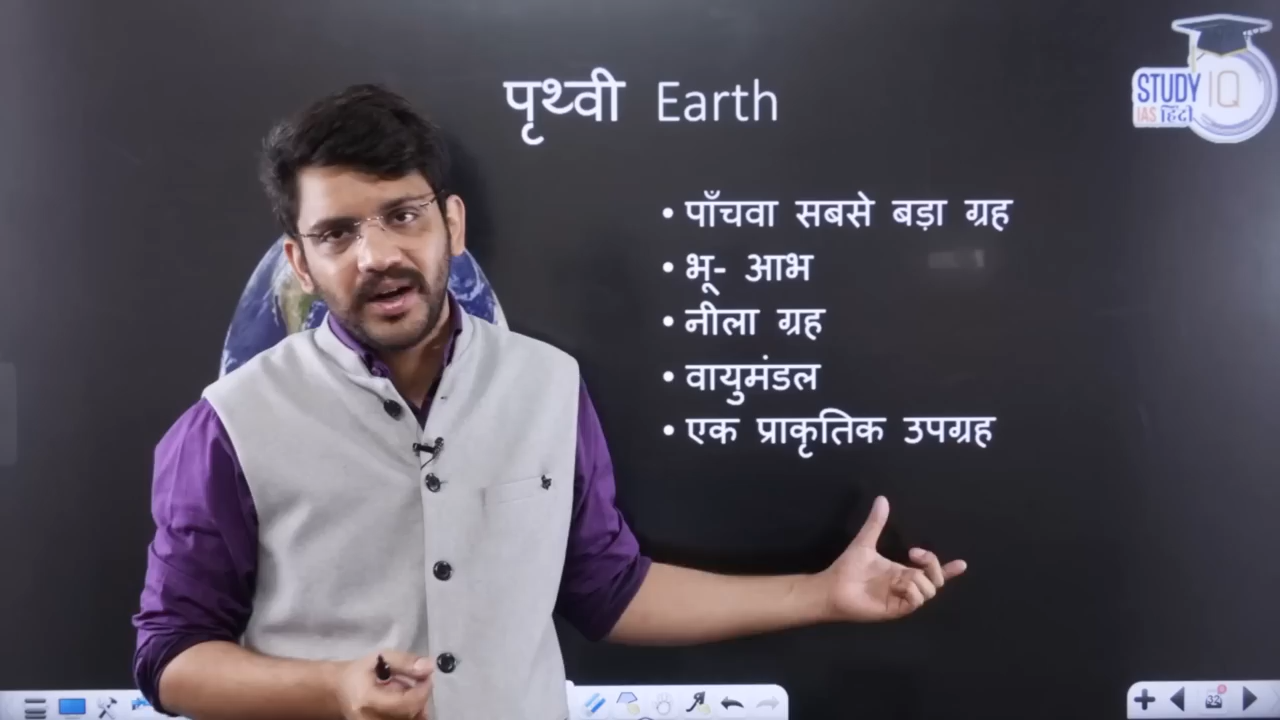 पृथ्वी Earth
STUDY IQ
IAS हिंदी
• पाँचवा सबसे बड़ा ग्रह
• भू- आभ
• नीला ग्रह
• वायुमंडल
• एक प्राकृतिक उपग्रह